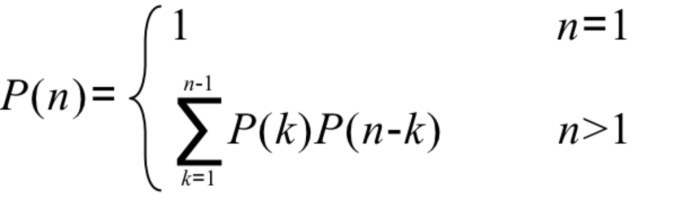 P(n)= { 1 n=1
n-1
∑ P(k)P(n-k) n>1
k=1